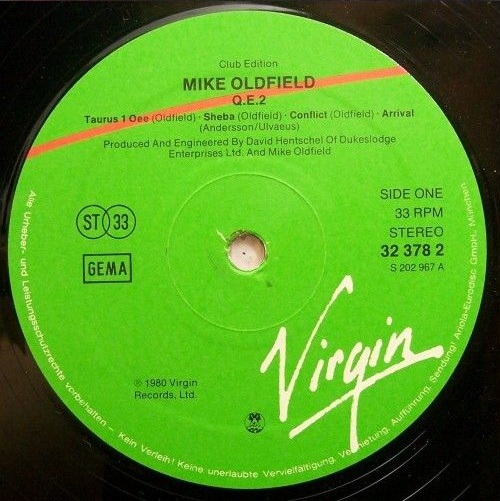 Club Edition
MIKE OLDFIELD
Q.E.2
Taurus 1 Oee (Oldfield) · Sheba (Oldfield) · Conflict (Oldfield) · Arrival
(Andersson/Ulvaeus)
Produced And Engineered By David Hentschel Of Dukeslodge
Enterprises Ltd. And Mike Oldfield
SIDE ONE
33 RPM
STEREO
32 378 2
S 202 967 A
ST 33
GEMA
Virgin
℗ 1980 Virgin
Records, Ltd.
Alle Urheber- und Leistungsschutzrechte vorbehalten – Kein Verleih! Keine unerlaubte Vervielfältigung, Vermietung, Aufführung, Sendung! Ariola-Eurodisc GmbH, München